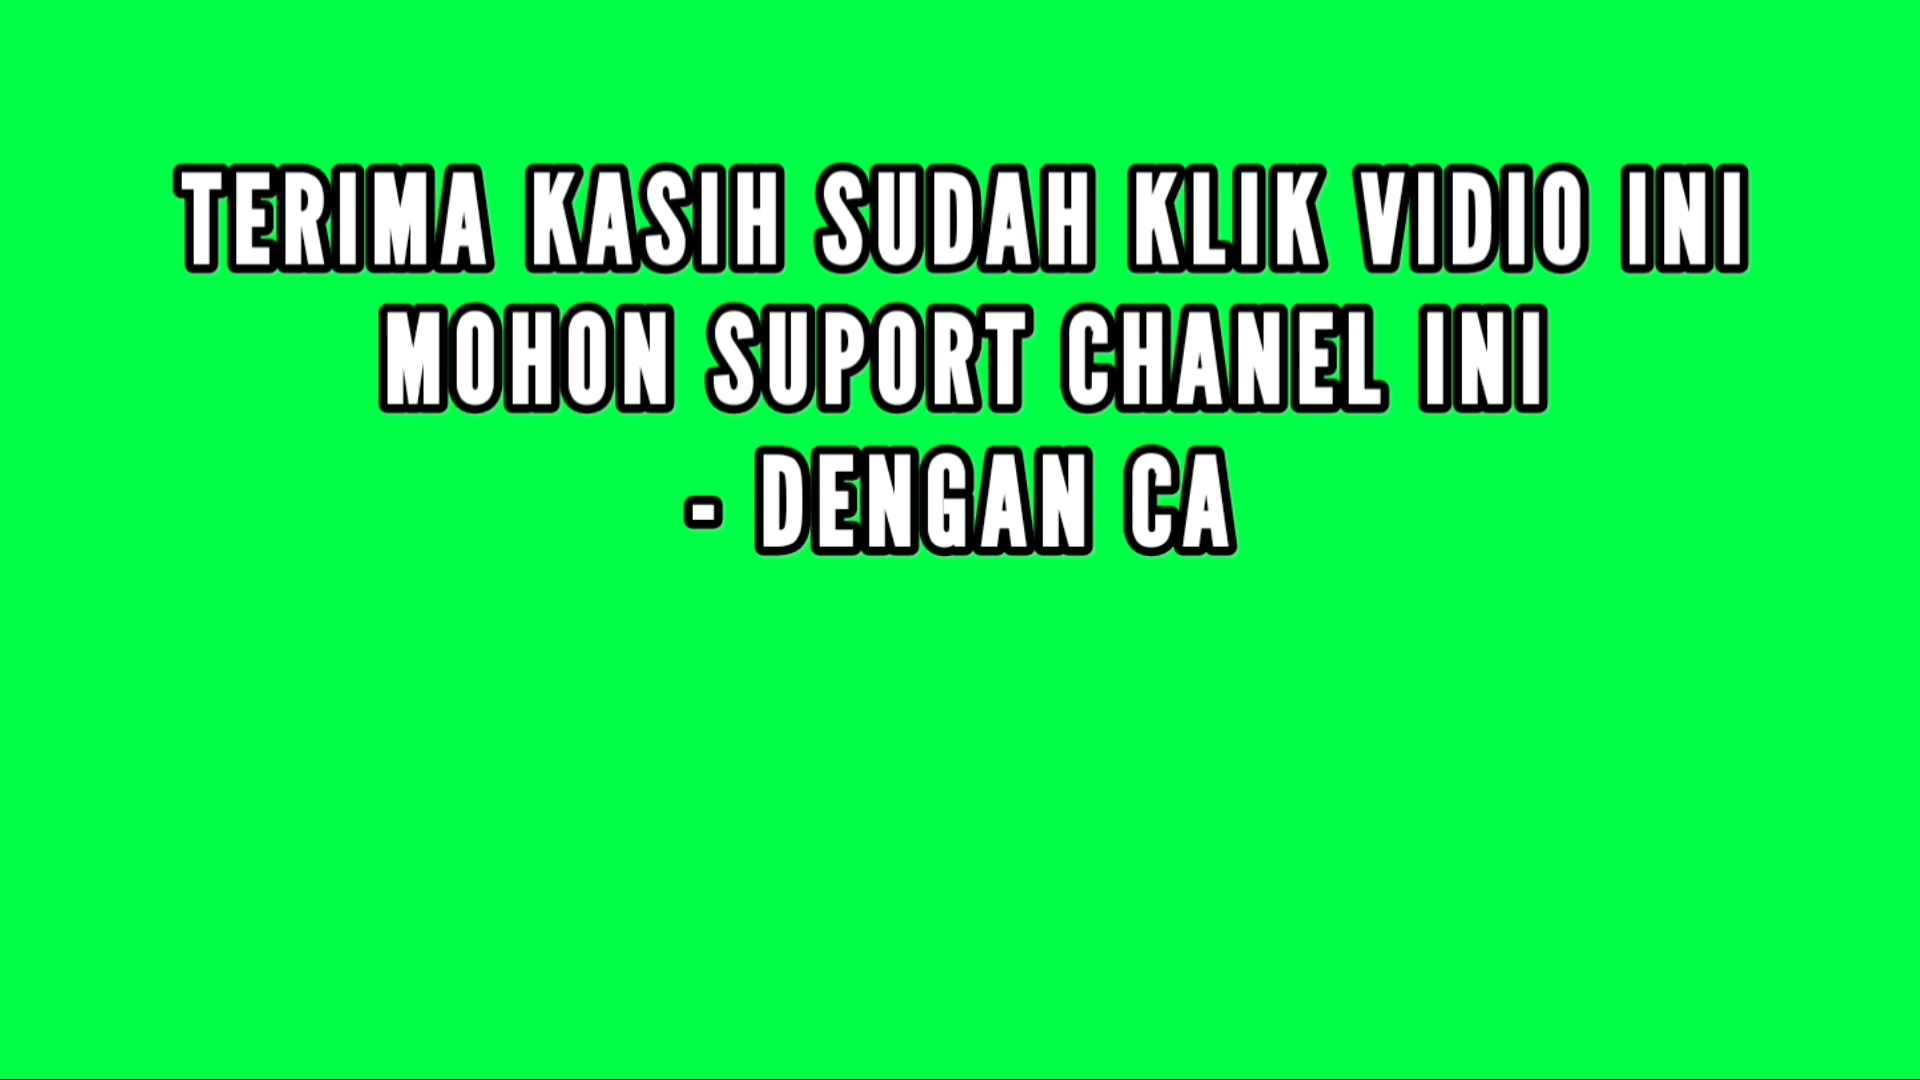 TERIMA KASIH SUDAH KLIK VIDIO INI
MOHON SUPORT CHANEL INI
- DENGAN CA